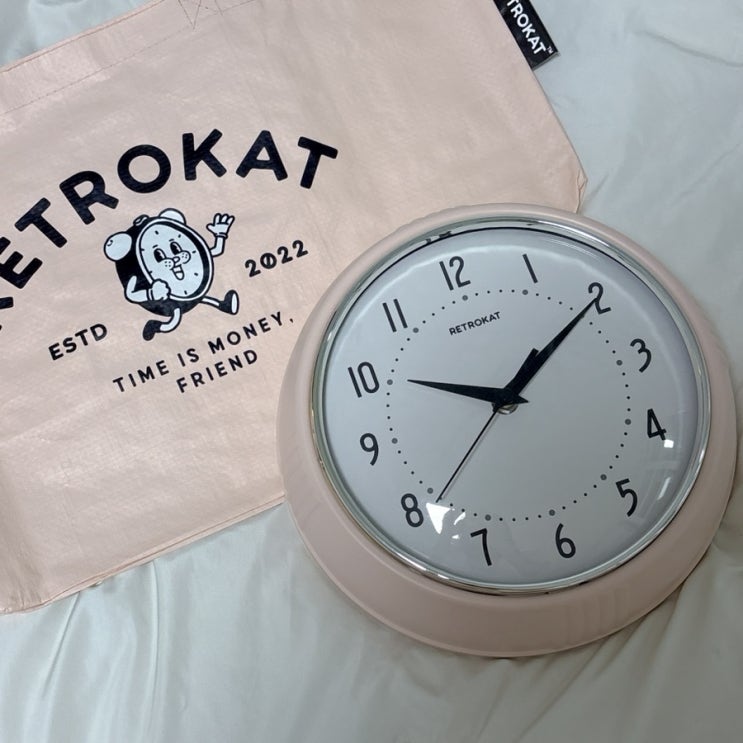 TROKAT™
RETROKAT
ESTD 2022
TIME IS MONEY,
FRIEND
RETROKAT
12
1
2
3
4
5
6
7
8
9
10
11